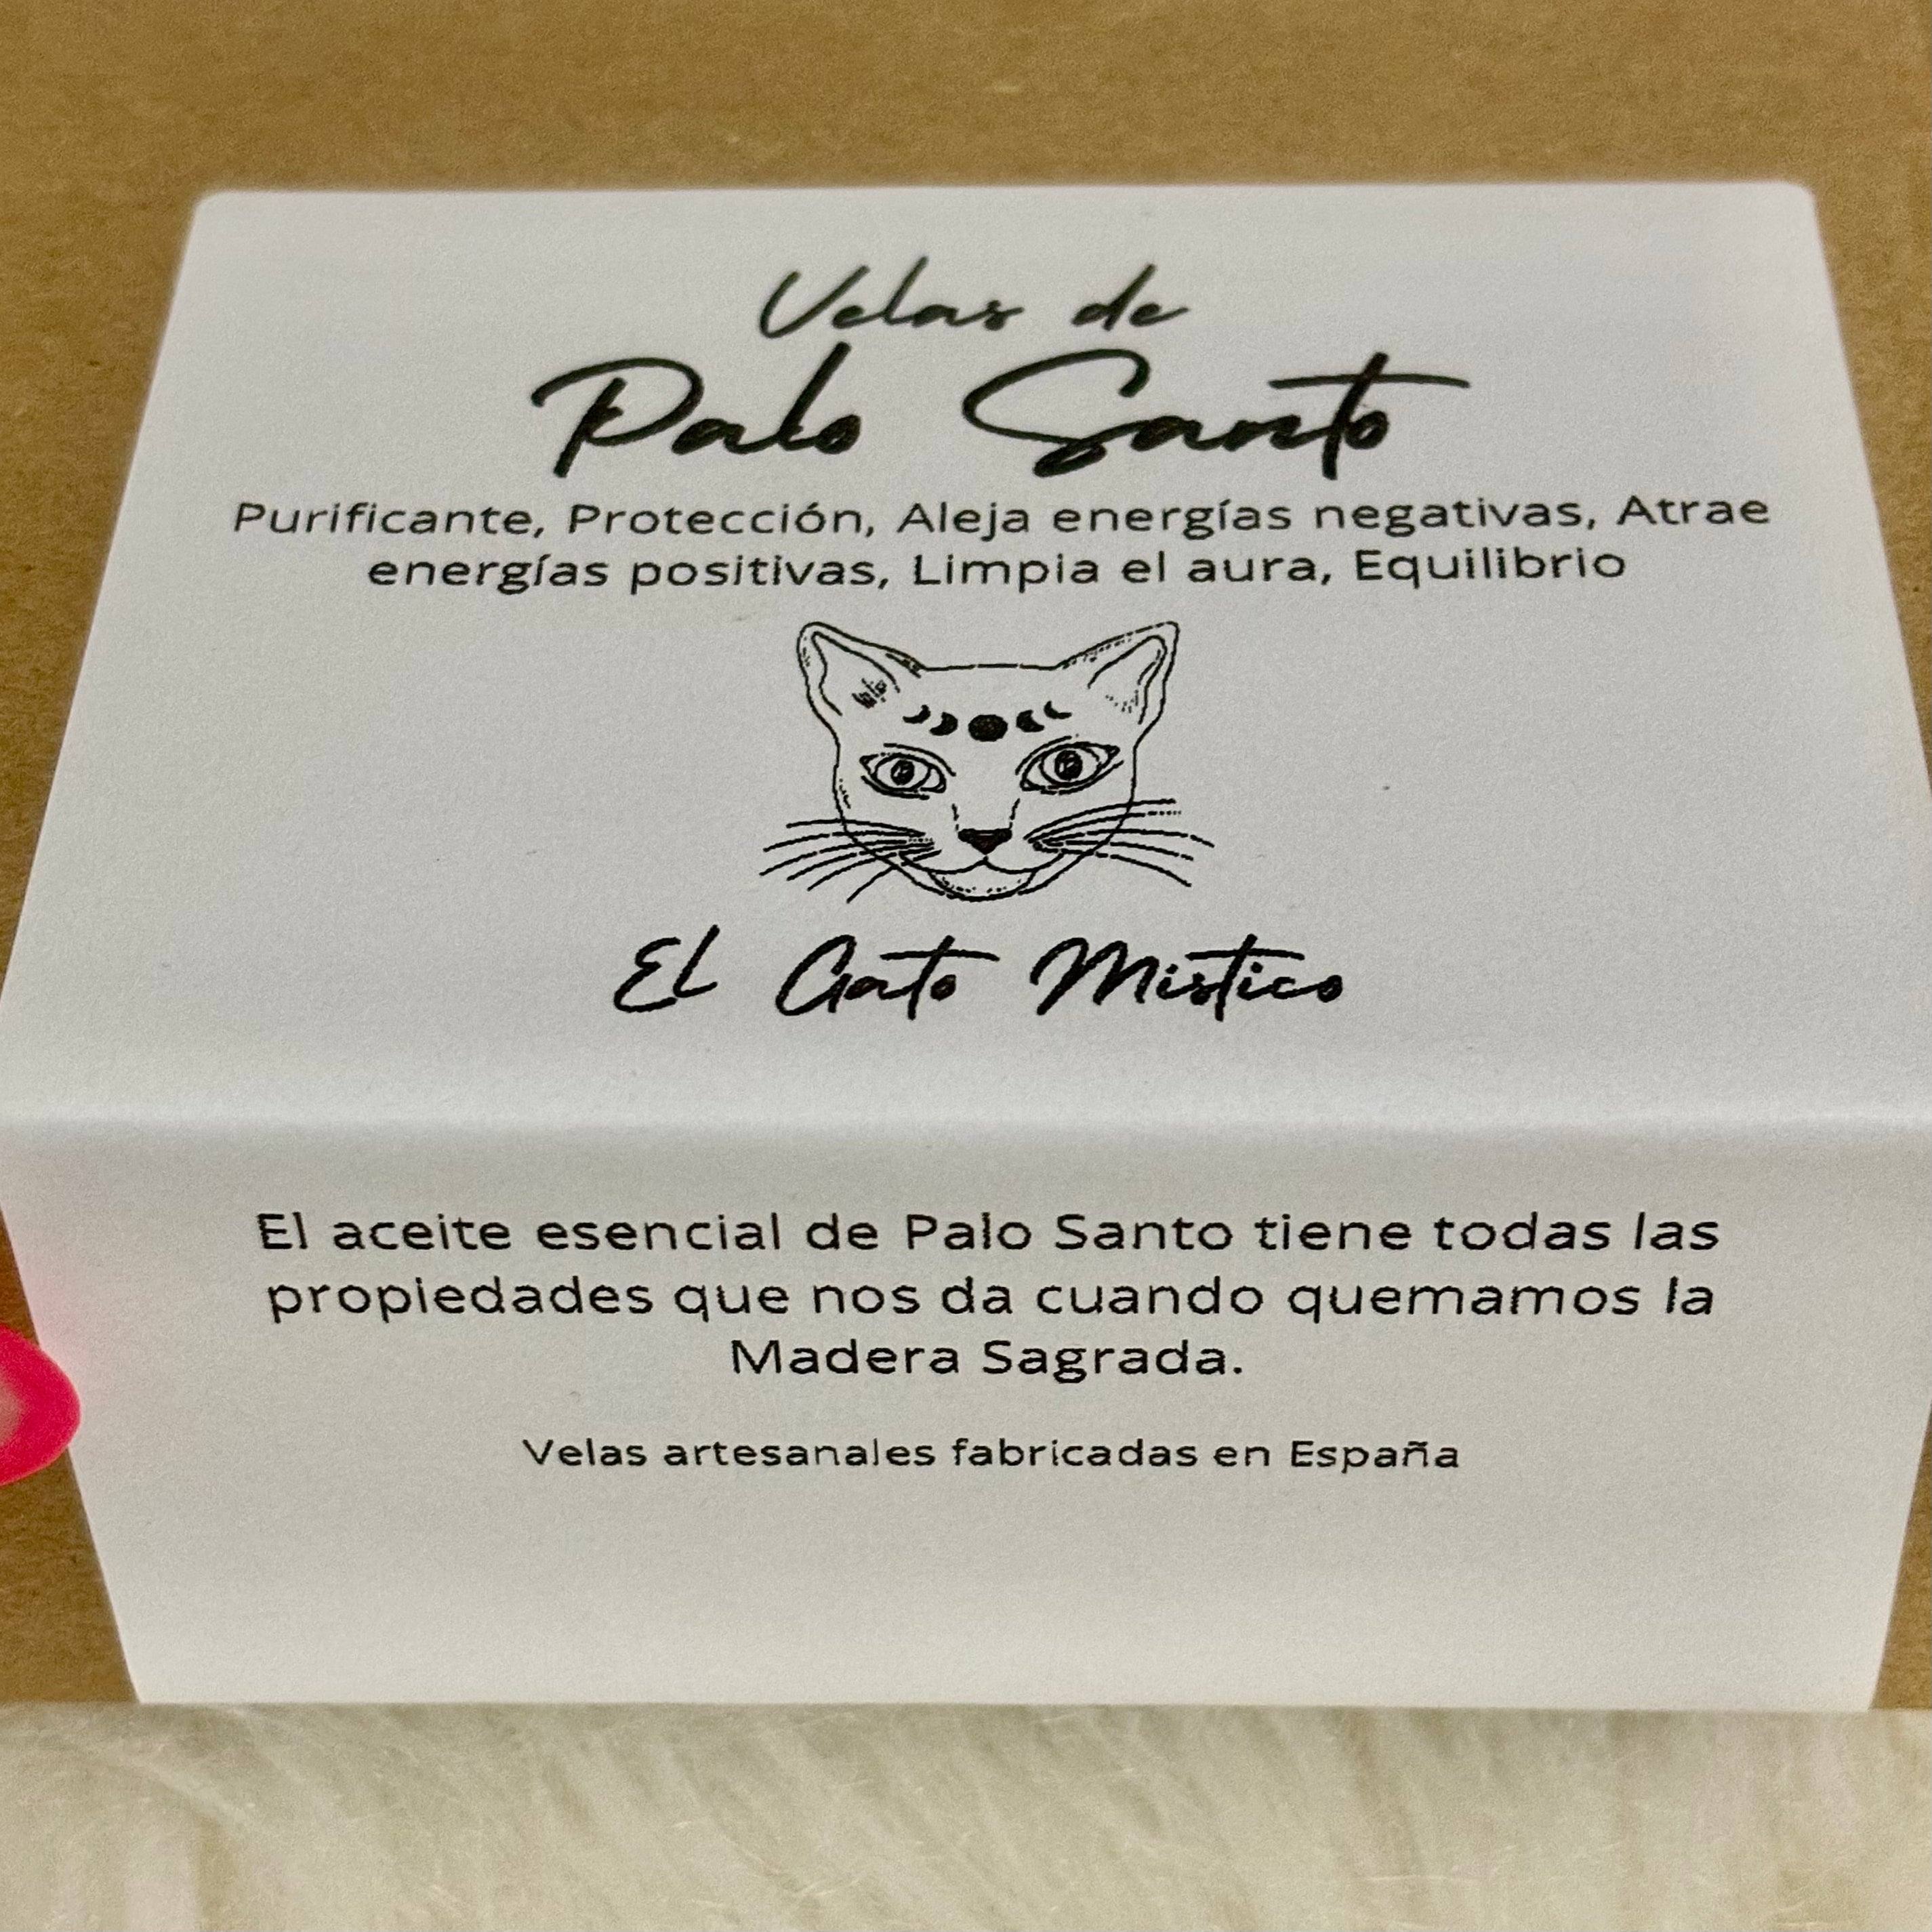 Velas de
Palo Santo
Purificante, Protección, Aleja energías negativas, Atrae
energías positivas, Limpia el aura, Equilibrio
El Gato Mistico
El aceite esencial de Palo Santo tiene todas las
propiedades que nos da cuando quemamos la
Madera Sagrada.
Velas artesanales fabricadas en España